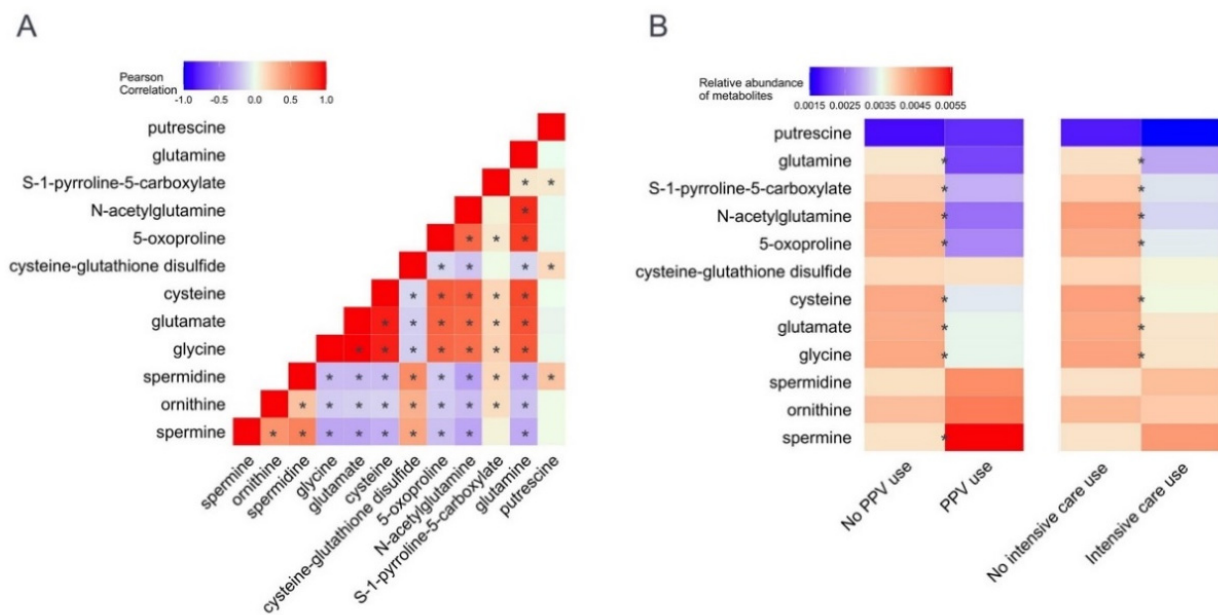 A
Pearson
Correlation
-1.0 -0.5 0.0 0.5 1.0
putrescine
glutamine
S-1-pyrroline-5-carboxylate
N-acetylglutamine
5-oxoproline
cysteine-glutathione disulfide
cysteine
glutamate
glycine
spermidine
ornithine
spermine
spermine
ornithine
spermidine
glycine
glutamate
cysteine
cysteine-glutathione disulfide
5-oxoproline
N-acetylglutamine
S-1-pyrroline-5-carboxylate
glutamine
putrescine
B
Relative abundance
of metabolites
0.0015 0.0025 0.0035 0.0045 0.0055
putrescine
glutamine
S-1-pyrroline-5-carboxylate
N-acetylglutamine
5-oxoproline
cysteine-glutathione disulfide
cysteine
glutamate
glycine
spermidine
ornithine
spermine
No PPV use
PPV use
No intensive care use
Intensive care use